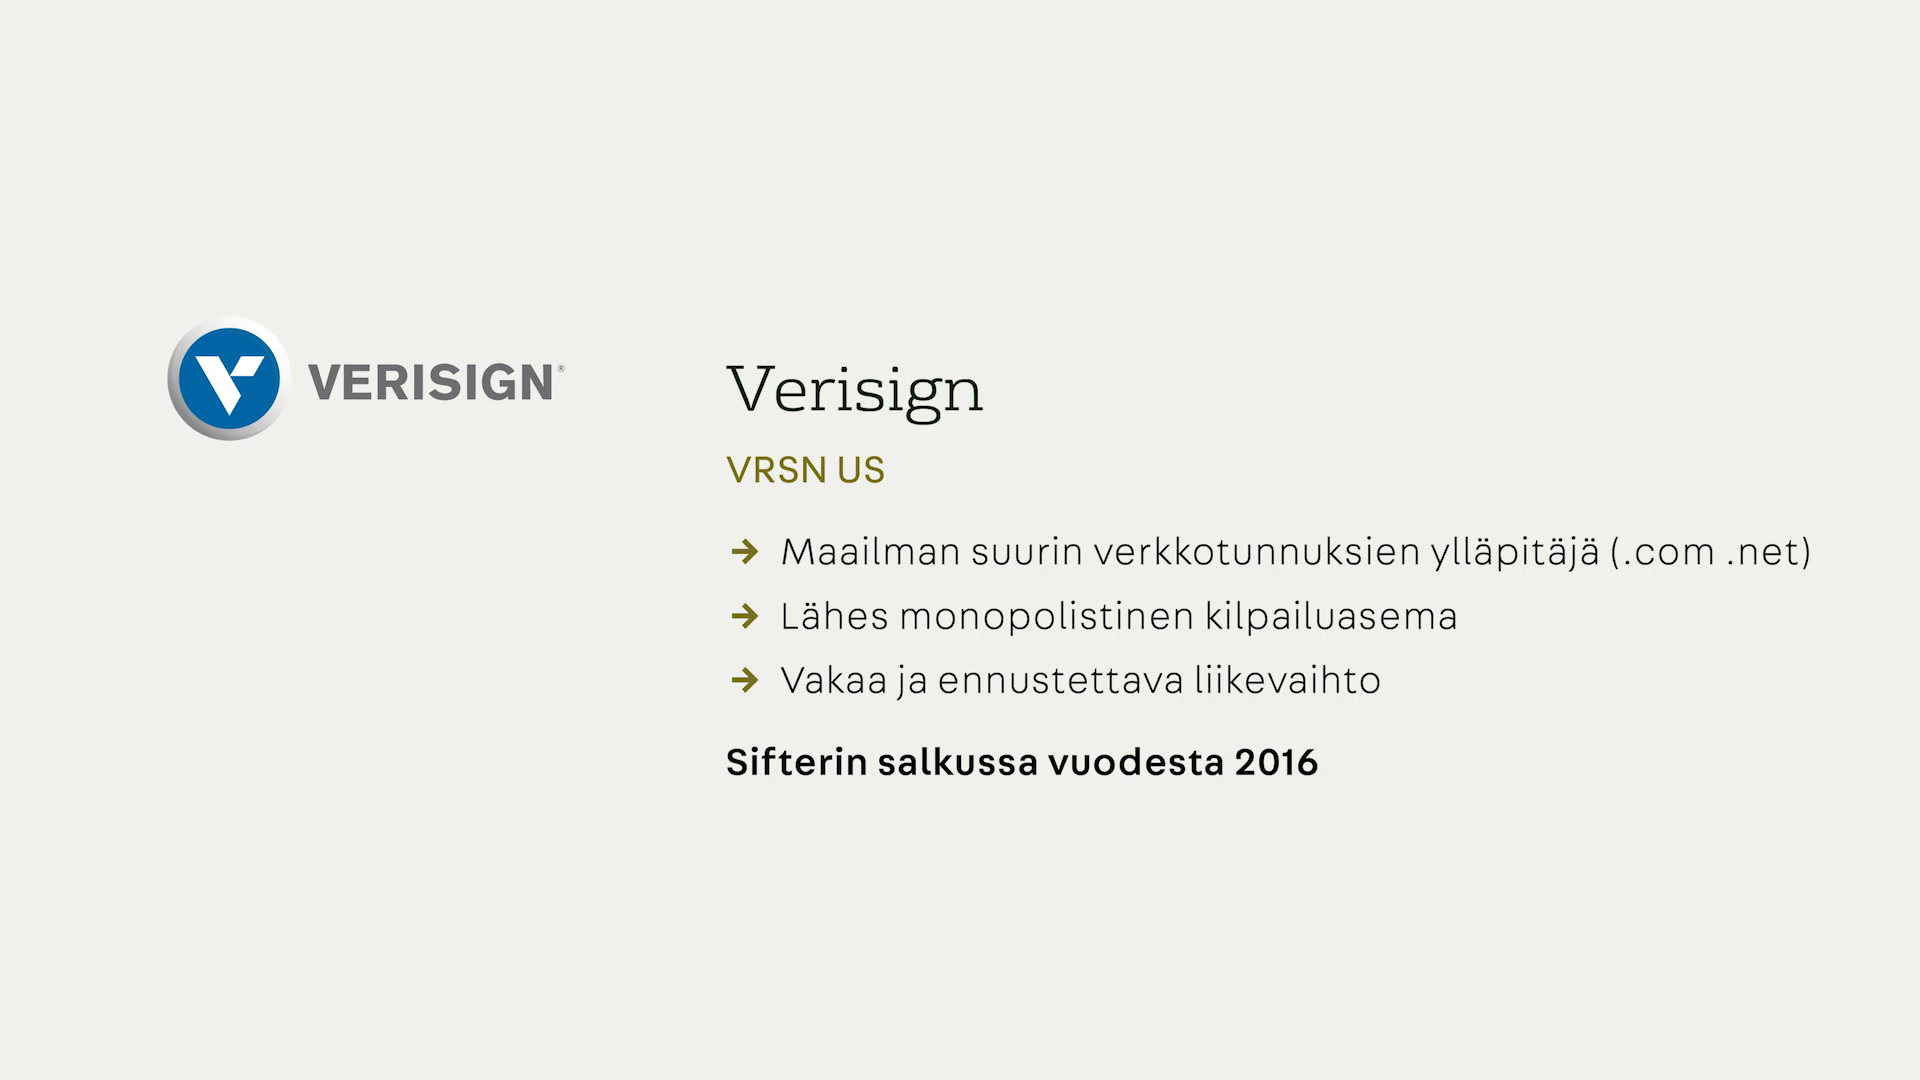 VERISIGN®
Verisign
VRSN US
→ Maailman suurin verkkotunnuksien ylläpitäjä (.com .net)
→ Lähes monopolistinen kilpailuasema
→ Vakaa ja ennustettava liikevaihto
Sifterin salkussa vuodesta 2016